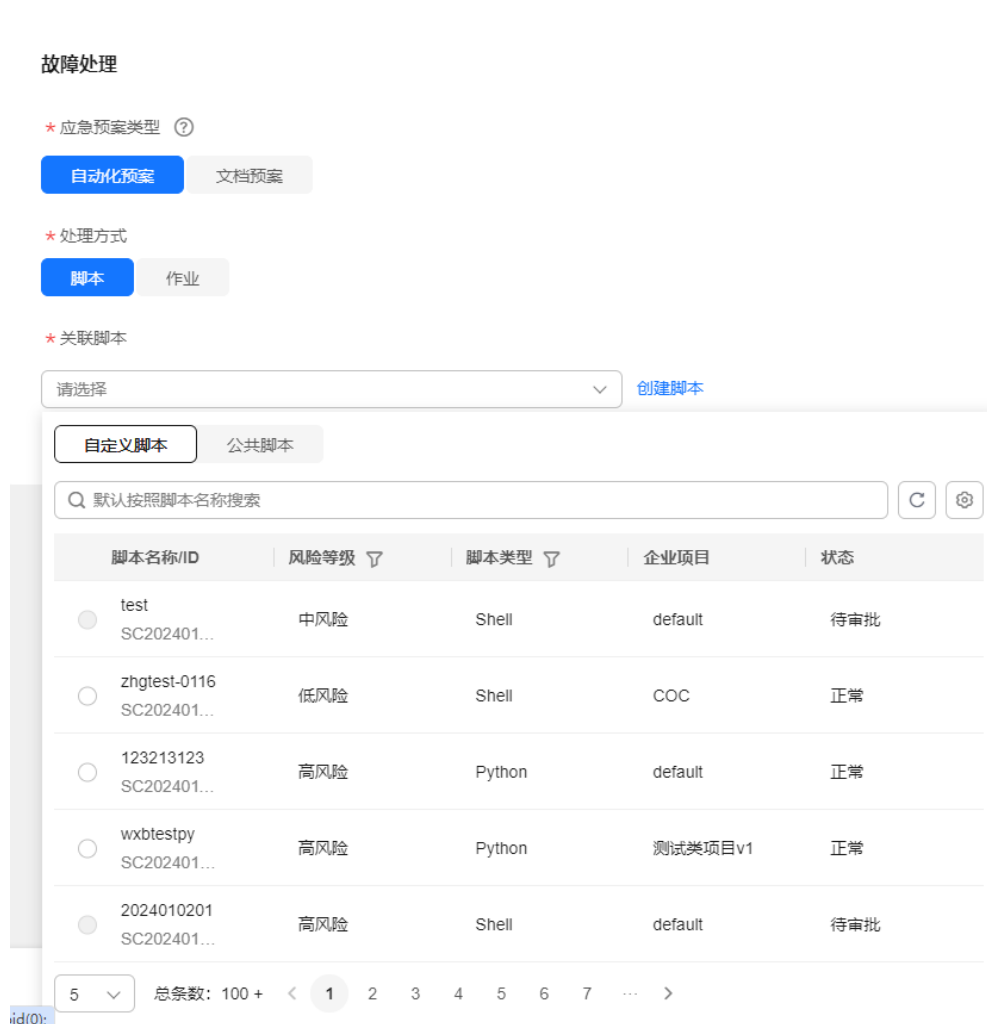 故障处理
* 应急预案类型 ?
自动化预案 文档预案
* 处理方式
脚本 作业
* 关联脚本
请选择 创建脚本
自定义脚本 公共脚本
默认按照脚本名称搜索
脚本名称/ID 风险等级 脚本类型 企业项目 状态
test
SC202401... 中风险 Shell default 待审批
zhgtest-0116
SC202401... 低风险 Shell COC 正常
123213123
SC202401... 高风险 Python default 正常
wxbtestpy
SC202401... 高风险 Python 测试类项目v1 正常
2024010201
SC202401... 高风险 Shell default 待审批
5 总条数：100 + < 1 2 3 4 5 6 7 ... >
id(0);